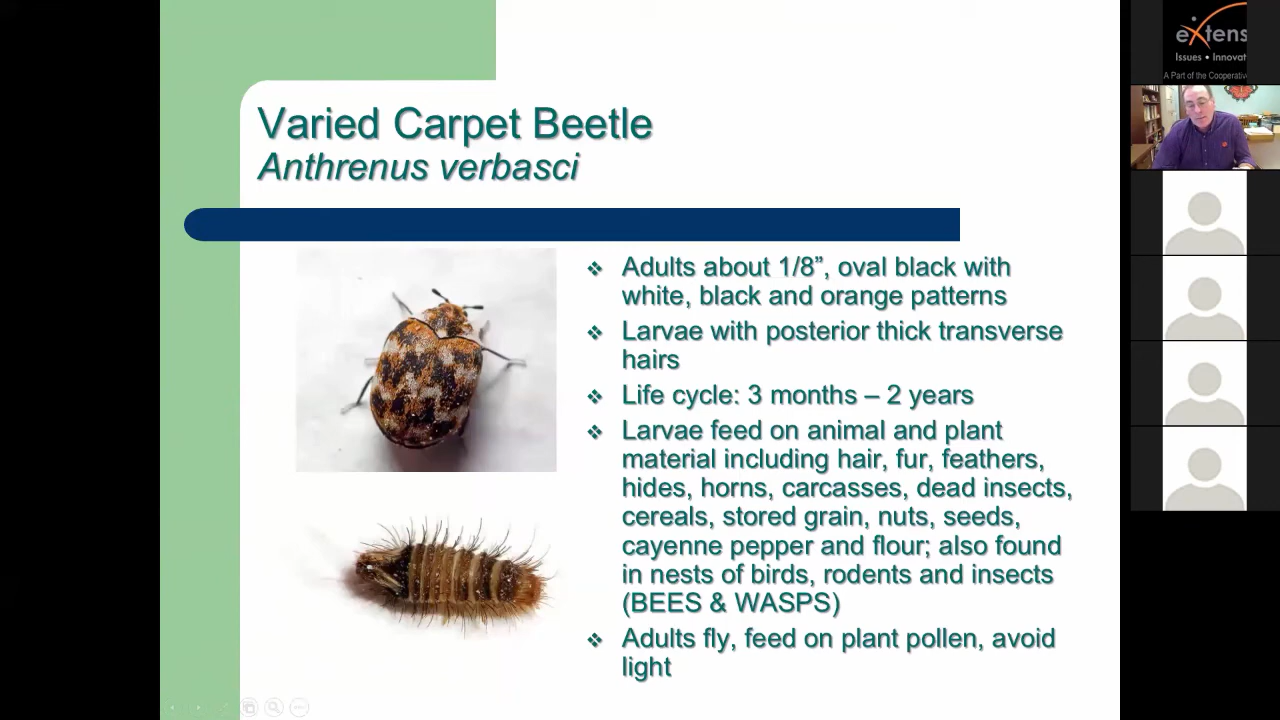 Varied Carpet Beetle
Anthrenus verbasci
Adults about 1/8”, oval black with
white, black and orange patterns
Larvae with posterior thick transverse
hairs
Life cycle: 3 months – 2 years
Larvae feed on animal and plant
material including hair, fur, feathers,
hides, horns, carcasses, dead insects,
cereals, stored grain, nuts, seeds,
cayenne pepper and flour; also found
in nests of birds, rodents and insects
(BEES & WASPS)
Adults fly, feed on plant pollen, avoid
light
eXtens
Issues • Innovat
A Part of the Cooperativ